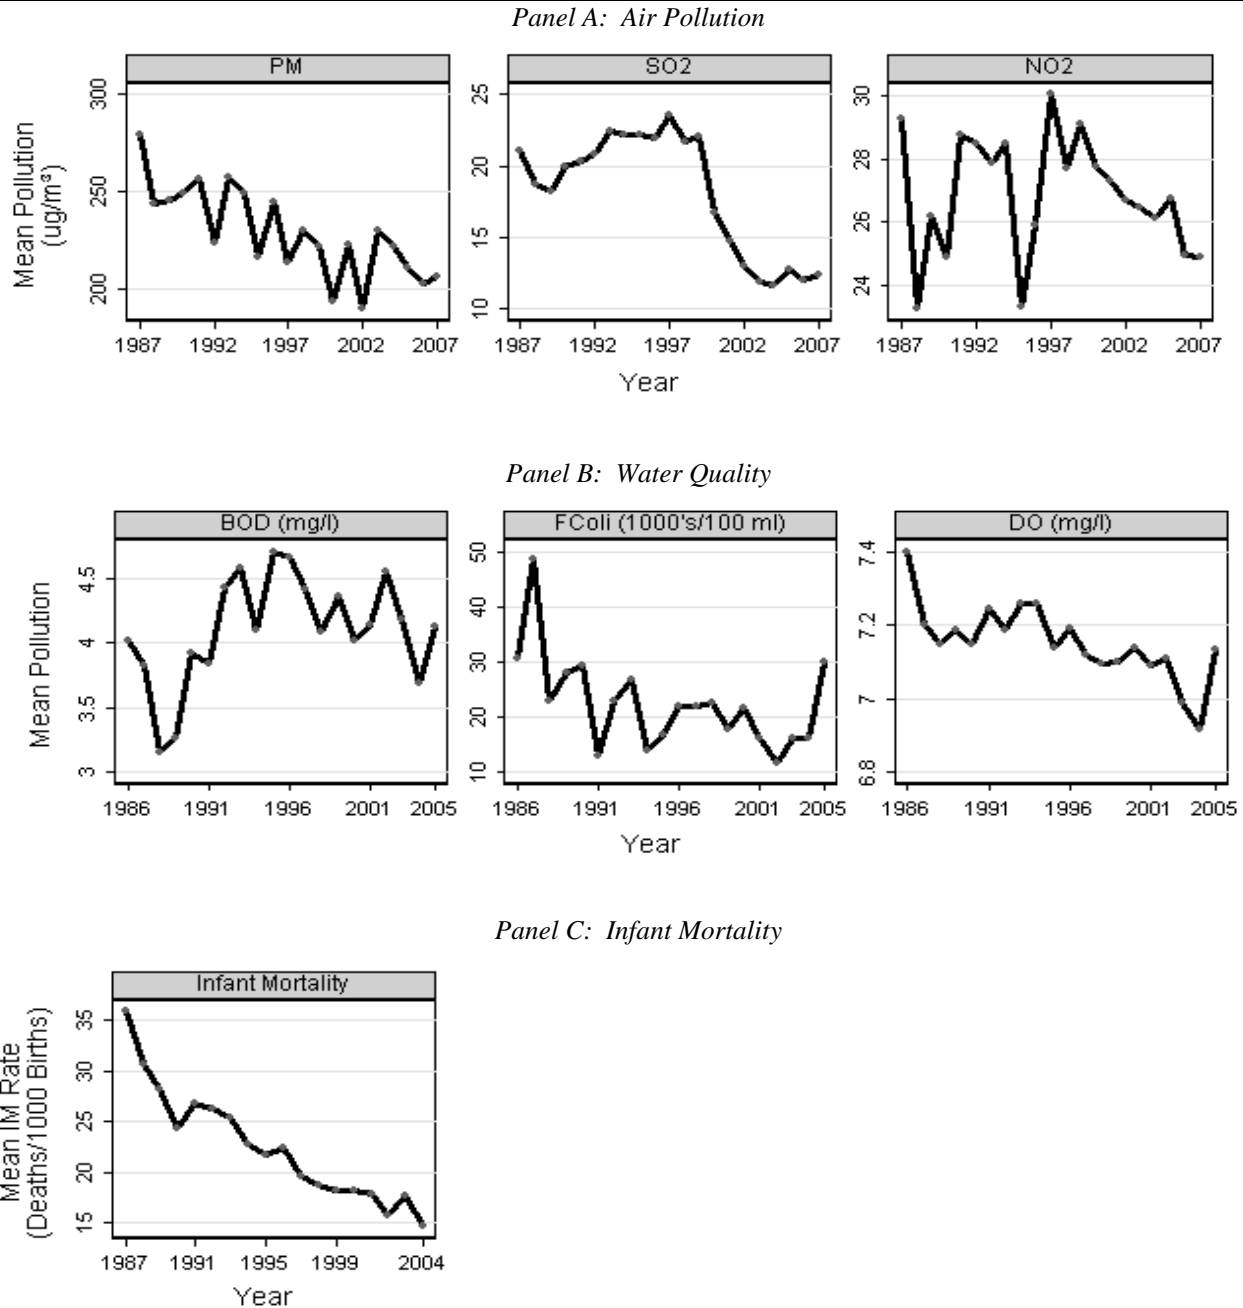 Panel A: Air Pollution
PM
SO2
NO2
Mean Pollution
(ug/m³)
300
250
200
25
20
15
10
30
28
26
24
1987 1992 1997 2002 2007
1987 1992 1997 2002 2007
1987 1992 1997 2002 2007
Year
Panel B: Water Quality
BOD (mg/l)
FColi (1000's/100 ml)
DO (mg/l)
Mean Pollution
4.5
4
3.5
3
50
40
30
20
10
7.4
7.2
7
6.8
1986 1991 1996 2001 2005
1986 1991 1996 2001 2005
1986 1991 1996 2001 2005
Year
Panel C: Infant Mortality
Infant Mortality
Mean IM Rate
(Deaths/1000 Births)
35
30
25
20
15
1987 1991 1995 1999 2004
Year